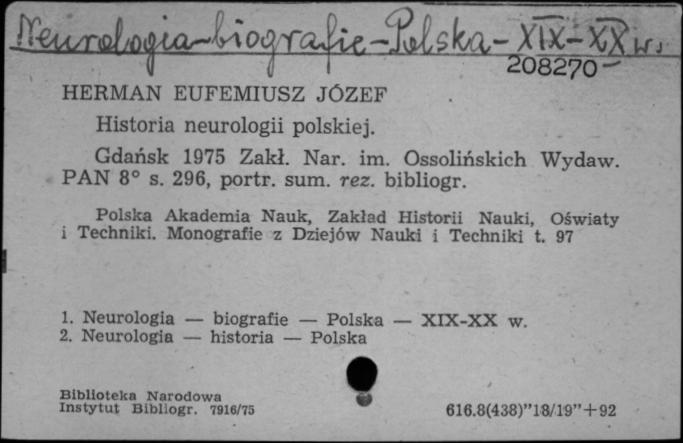 Neurologia-biografie-Polska-XIX-XX w.
208270
HERMAN EUFEMIUSZ JÓZEF
Historia neurologii polskiej.
Gdańsk 1975 Zakł. Nar. im. Ossolińskich Wydaw.
PAN 8° s. 296, portr. sum. rez. bibliogr.
Polska Akademia Nauk, Zakład Historii Nauki, Oświaty
i Techniki. Monografie z Dziejów Nauki i Techniki t. 97
1. Neurologia — biografie — Polska — XIX-XX w.
2. Neurologia — historia — Polska
Biblioteka Narodowa
Instytut Bibliogr. 7916/75
616.8(438)"18/19"+92